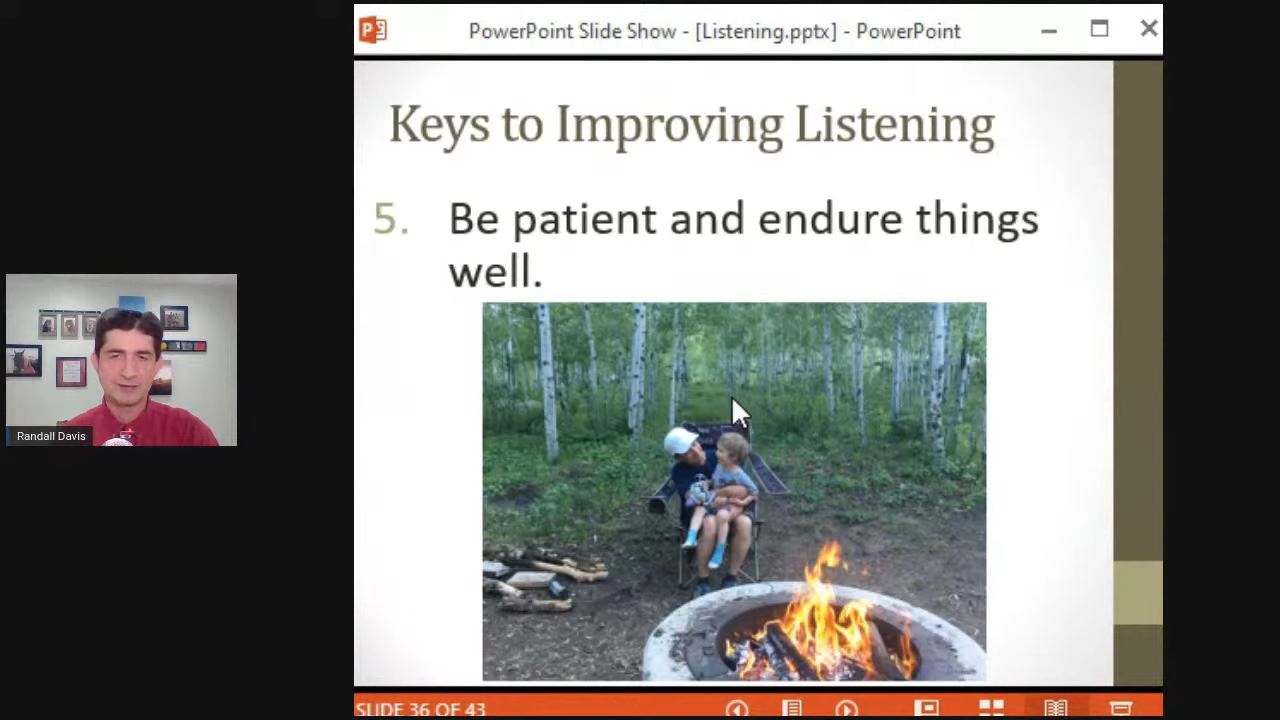 PowerPoint Slide Show - [Listening.pptx] - PowerPoint
Keys to Improving Listening
5. Be patient and endure things
well.
Randall Davis
SLIDE 36 OF 43